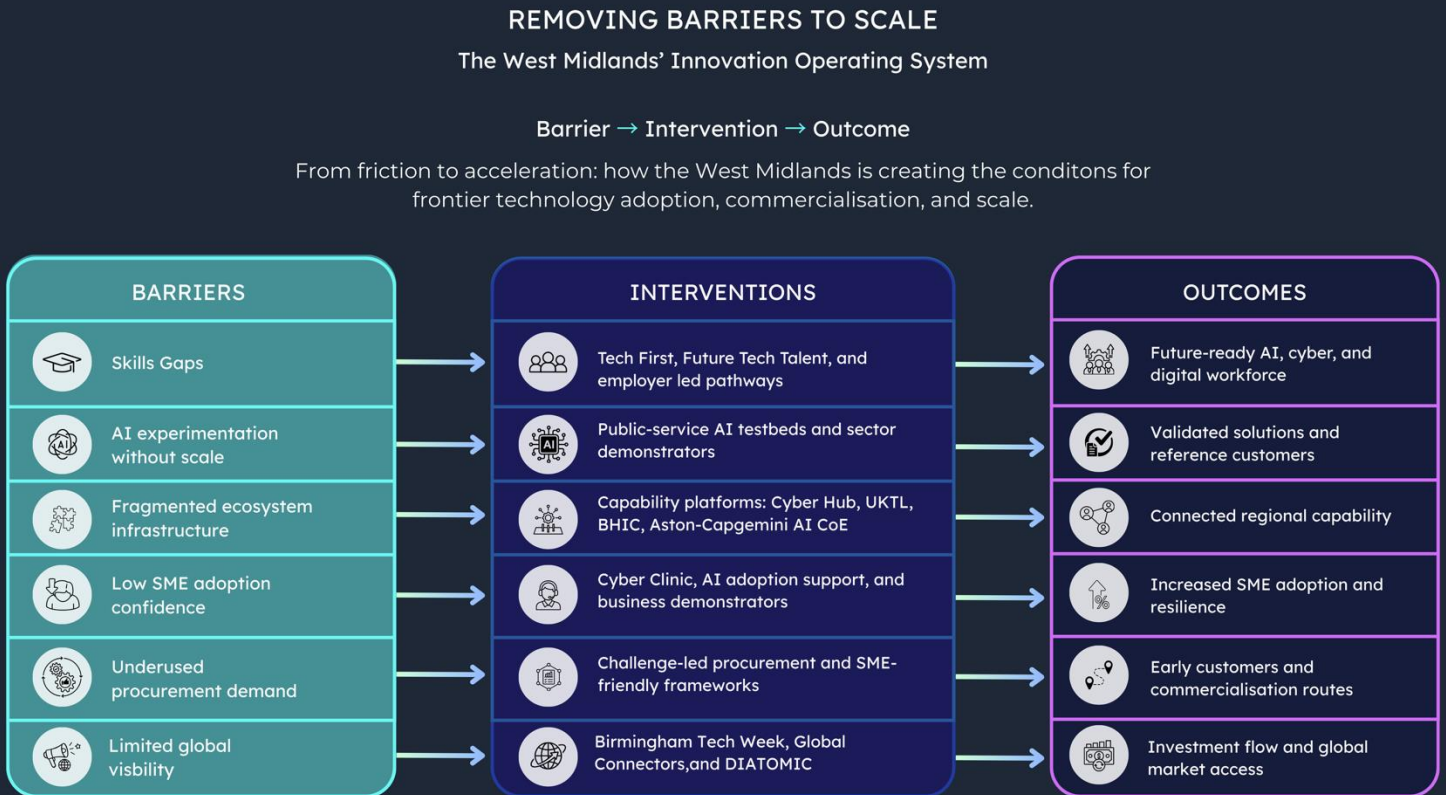 REMOVING BARRIERS TO SCALE
The West Midlands' Innovation Operating System
Barrier → Intervention → Outcome
From friction to acceleration: how the West Midlands is creating the conditons for
frontier technology adoption, commercialisation, and scale.
BARRIERS
INTERVENTIONS
OUTCOMES
Skills Gaps
Tech First, Future Tech Talent, and
employer led pathways
Future-ready AI, cyber, and
digital workforce
AI
AI experimentation
without scale
AI
Public-service AI testbeds and sector
demonstrators
Validated solutions and
reference customers
Fragmented ecosystem
infrastructure
Capability platforms: Cyber Hub, UKTL,
BHIC, Aston-Capgemini AI CoE
Connected regional capability
Low SME adoption
confidence
Cyber Clinic, AI adoption support, and
business demonstrators
%
Increased SME adoption and
resilience
Underused
procurement demand
Challenge-led procurement and SME-
friendly frameworks
Early customers and
commercialisation routes
Limited global
visbility
Birmingham Tech Week, Global
Connectors,and DIATOMIC
Investment flow and global
market access